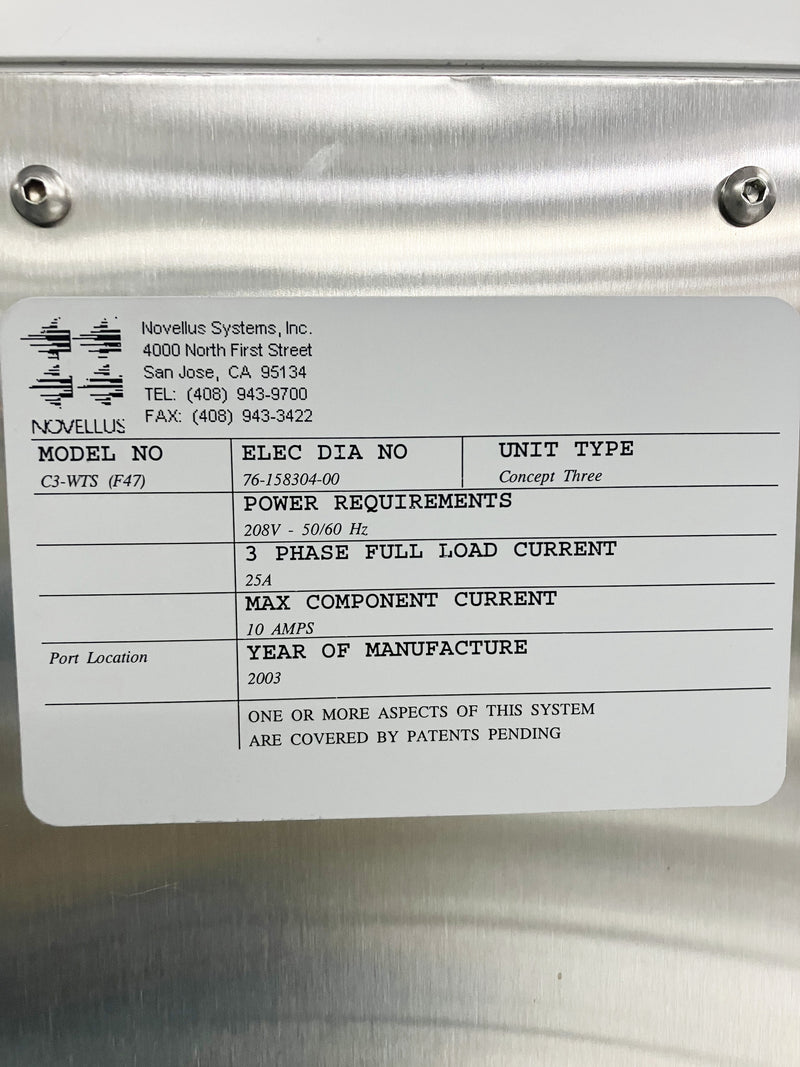 Novellus Systems, Inc.
4000 North First Street
San Jose, CA 95134
TEL: (408) 943-9700
FAX: (408) 943-3422
NOVELLUS
MODEL NO
C3-WTS (F47)
ELEC DIA NO
76-158304-00
UNIT TYPE
Concept Three
POWER REQUIREMENTS
208V - 50/60 Hz
3 PHASE FULL LOAD CURRENT
25A
MAX COMPONENT CURRENT
10 AMPS
Port Location
YEAR OF MANUFACTURE
2003
ONE OR MORE ASPECTS OF THIS SYSTEM
ARE COVERED BY PATENTS PENDING